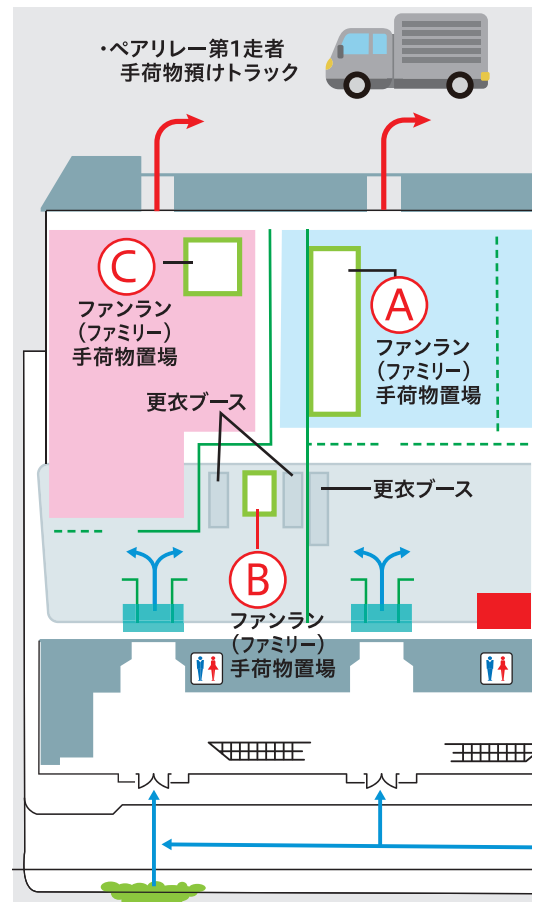 ・ペアリレー第1走者
手荷物預けトラック
C
ファンラン
(ファミリー)
手荷物置場
A
ファンラン
(ファミリー)
手荷物置場
更衣ブース
更衣ブース
B
ファンラン
(ファミリー)
手荷物置場